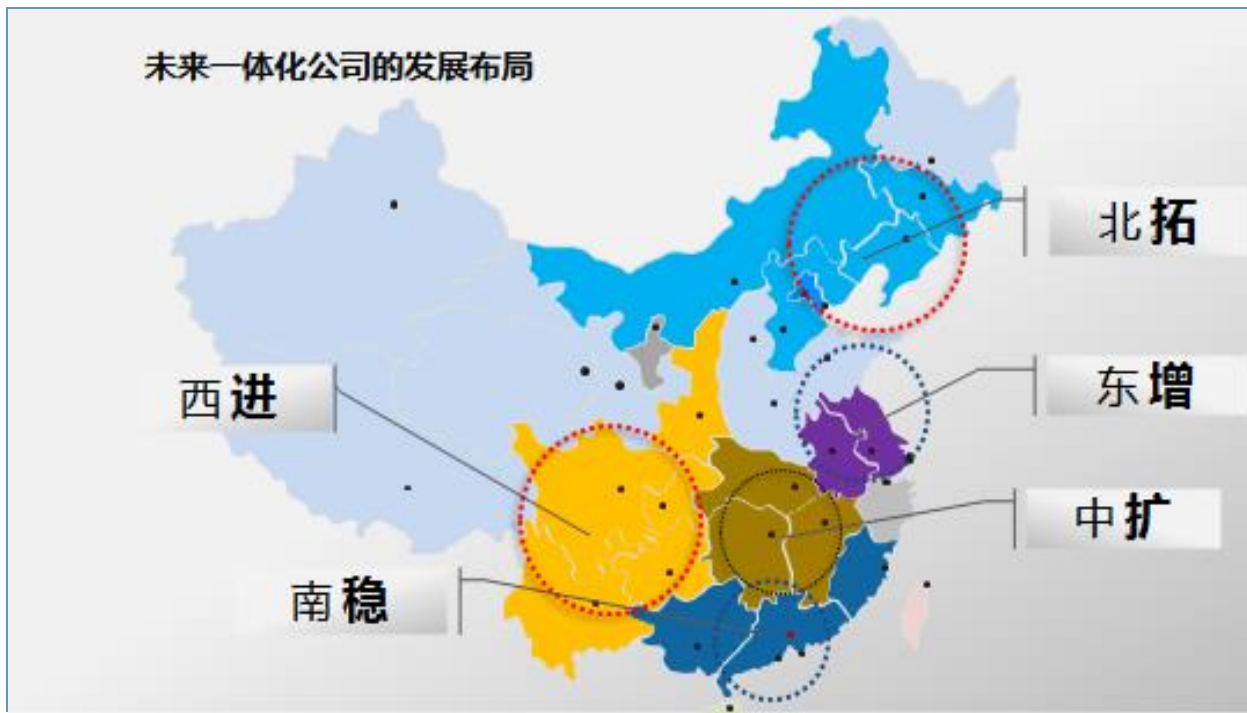 未来一体化公司的发展布局
北拓
西进
东增
中扩
南稳